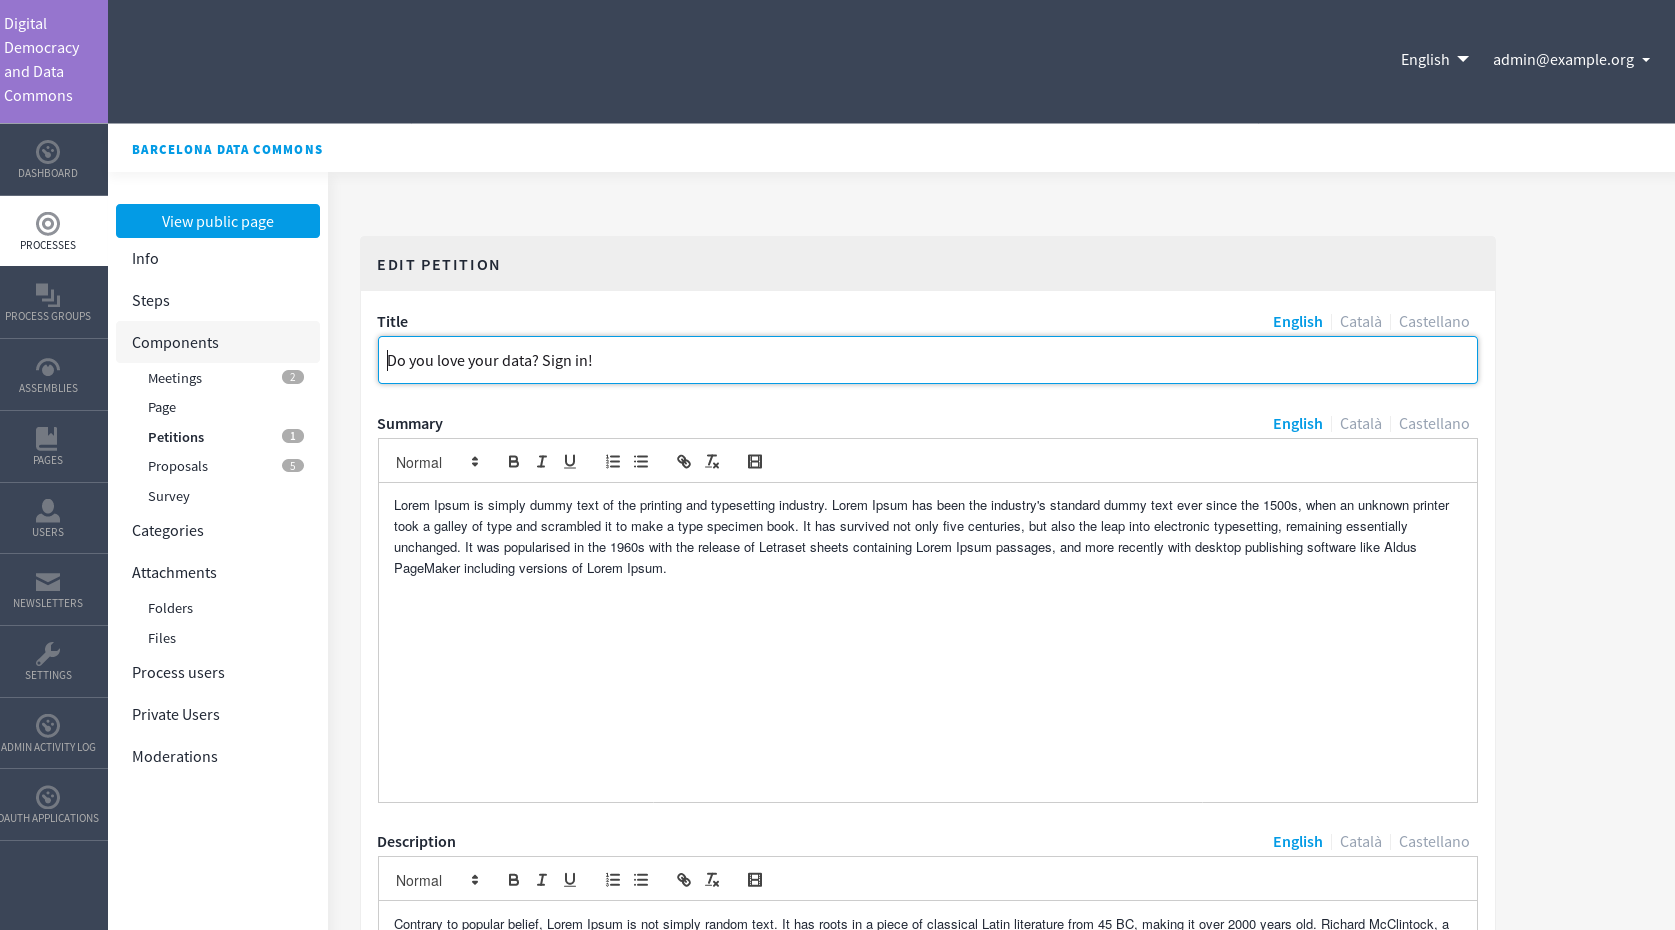 Digital
Democracy
and Data
Commons
English
admin@example.org
DASHBOARD
PROCESSES
PROCESS GROUPS
ASSEMBLIES
PAGES
USERS
NEWSLETTERS
SETTINGS
ADMIN ACTIVITY LOG
OAUTH APPLICATIONS
BARCELONA DATA COMMONS
View public page
Info
Steps
Components
Meetings 2
Page
Petitions 1
Proposals 5
Survey
Categories
Attachments
Folders
Files
Process users
Private Users
Moderations
EDIT PETITION
Title English Català Castellano
Do you love your data? Sign in!
Summary English Català Castellano
Normal
Lorem Ipsum is simply dummy text of the printing and typesetting industry. Lorem Ipsum has been the industry's standard dummy text ever since the 1500s, when an unknown printer
took a galley of type and scrambled it to make a type specimen book. It has survived not only five centuries, but also the leap into electronic typesetting, remaining essentially
unchanged. It was popularised in the 1960s with the release of Letraset sheets containing Lorem Ipsum passages, and more recently with desktop publishing software like Aldus
PageMaker including versions of Lorem Ipsum.
Description English Català Castellano
Normal
Contrary to popular belief, Lorem Ipsum is not simply random text. It has roots in a piece of classical Latin literature from 45 BC, making it over 2000 years old. Richard McClintock, a